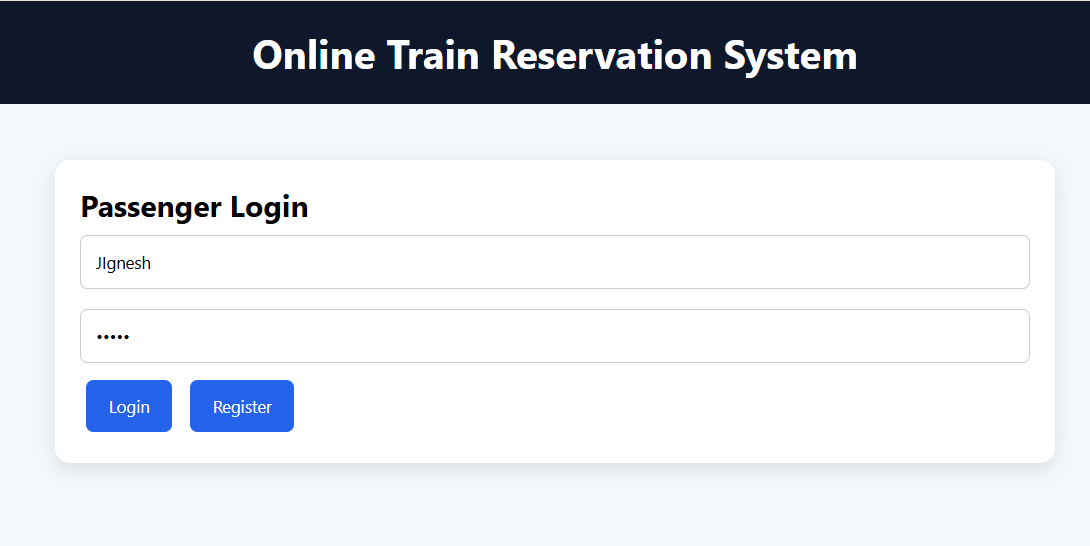 Online Train Reservation System
Passenger Login
JIgnesh
•••••
Login Register